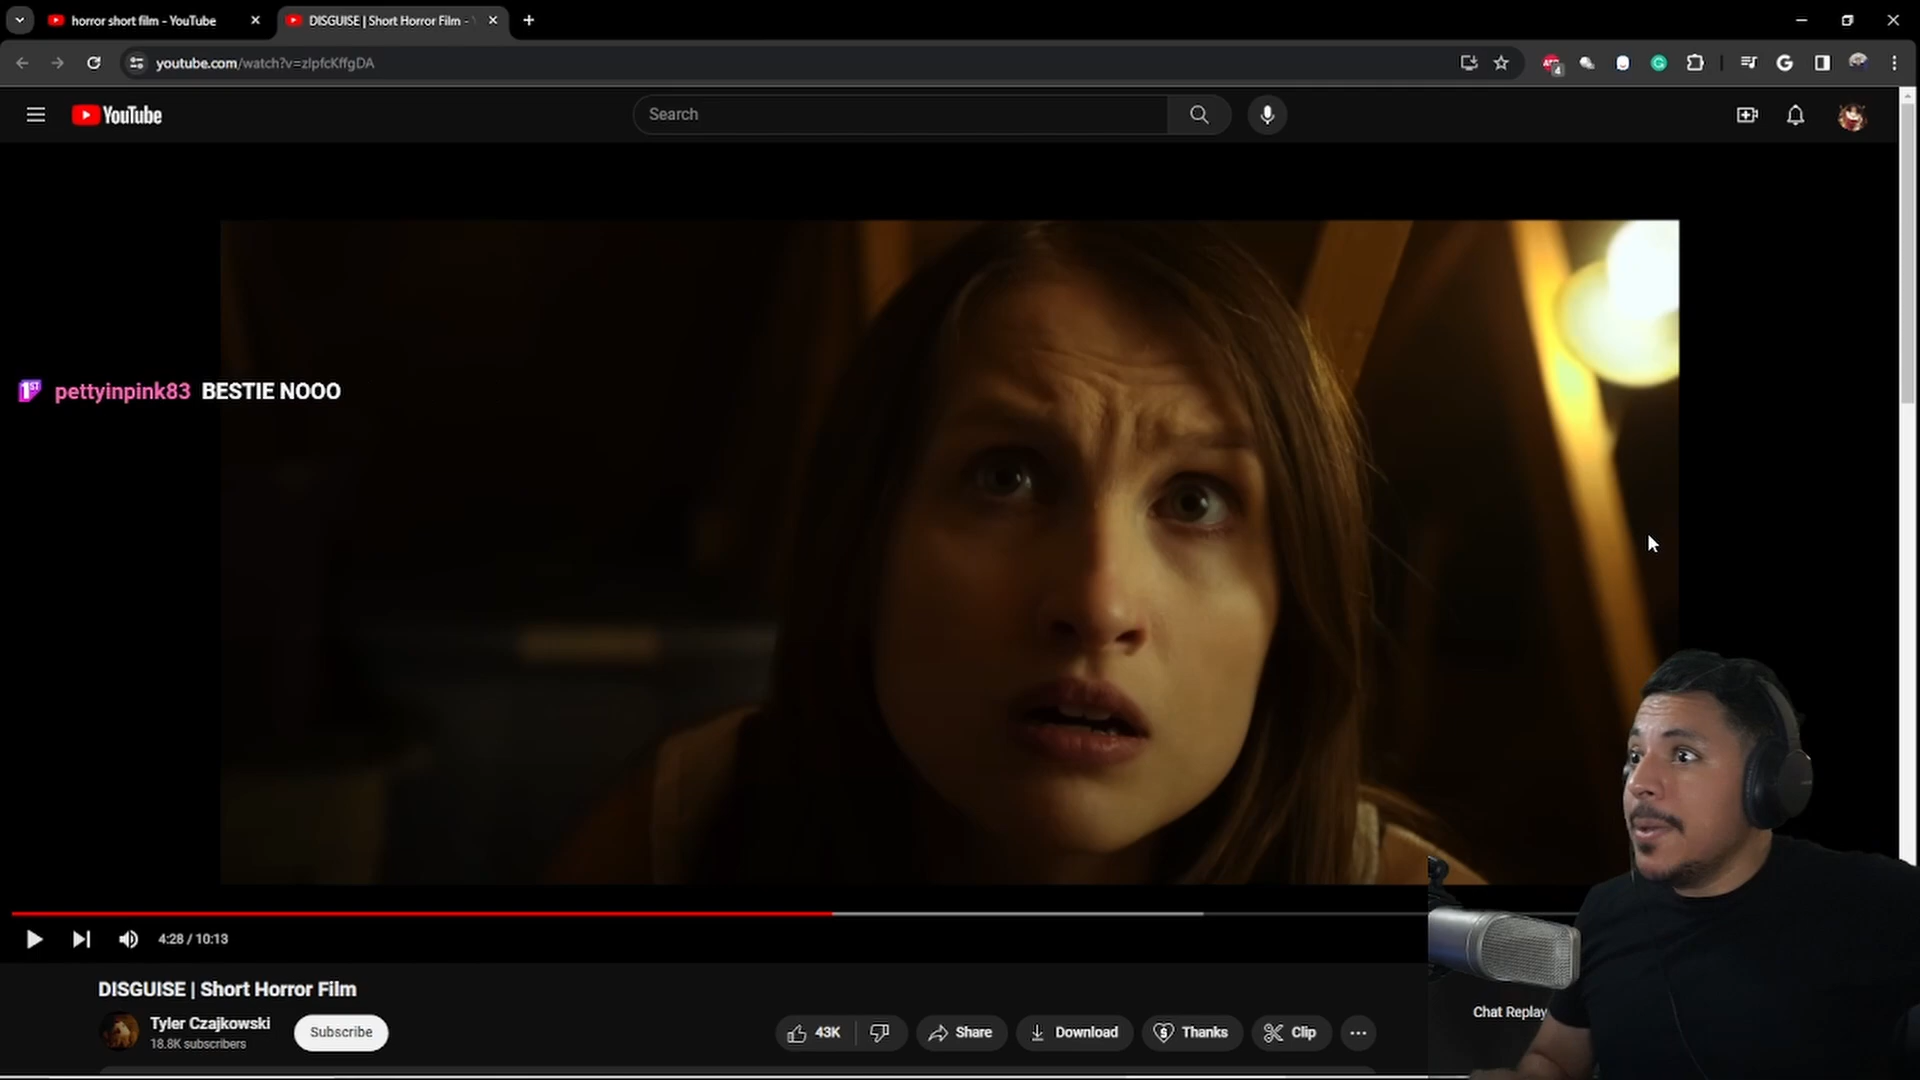 horror short film - YouTube
DISGUISE | Short Horror Film -
youtube.com/watch?v=zlpfcKffgDA
4
YouTube
Search
1ST pettyinpink83 BESTIE NOOO
4:28 / 10:13
DISGUISE | Short Horror Film
Tyler Czajkowski
18.8K subscribers
Subscribe
43K
Share
Download
Thanks
Clip
Chat Replay